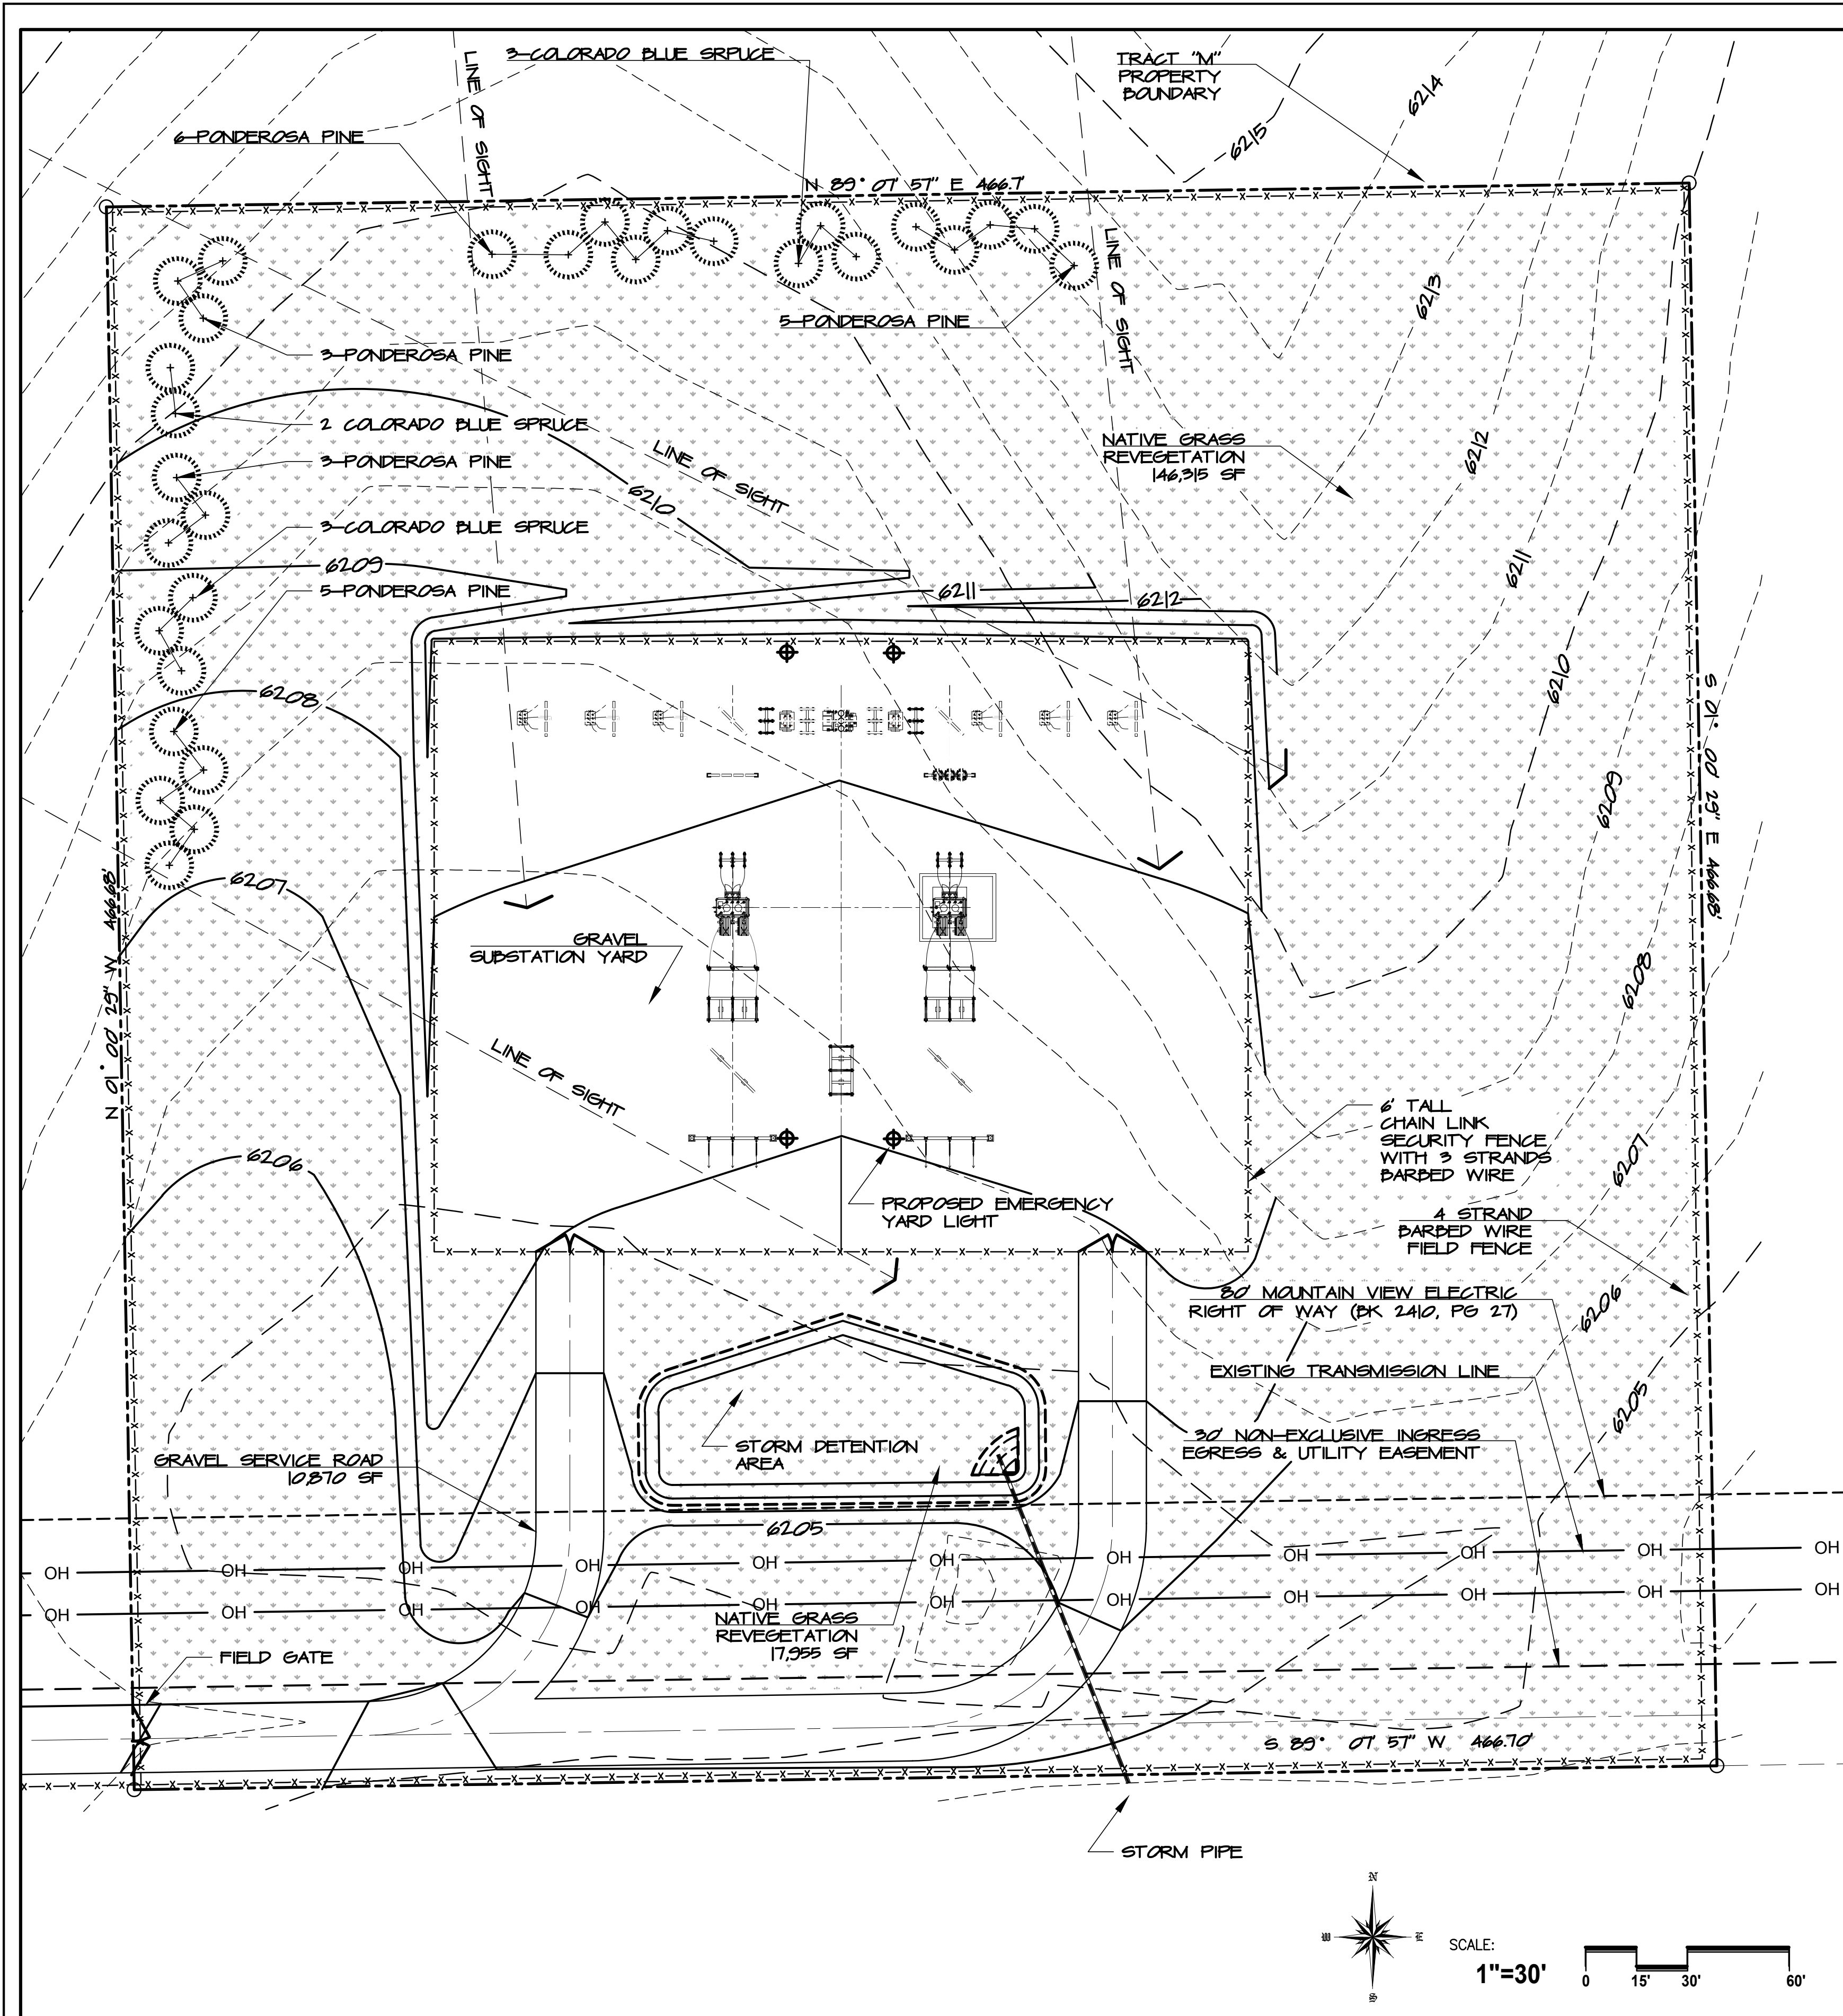 3-COLORADO BLUE SRPUCE
TRACT "M"
PROPERTY
BOUNDARY
LINE OF SIGHT
6-PONDEROSA PINE
6214
6215
N 89° 07' 57" E 466.7'
LINE OF SIGHT
6213
5-PONDEROSA PINE
3-PONDEROSA PINE
2 COLORADO BLUE SPRUCE
NATIVE GRASS
REVEGETATION
146,315 SF
6212
LINE OF SIGHT
3-PONDEROSA PINE
6210
3-COLORADO BLUE SPRUCE
6209
6211
5-PONDEROSA PINE
6211
6212
6210
6208
S 01° 00' 29" E 466.68'
6209
6207
N 01° 00' 29" W 466.68'
GRAVEL
SUBSTATION YARD
6208
LINE OF SIGHT
6' TALL
CHAIN LINK
SECURITY FENCE
WITH 3 STRANDS
BARBED WIRE
6207
6206
PROPOSED EMERGENCY
YARD LIGHT
4 STRAND
BARBED WIRE
FIELD FENCE
80' MOUNTAIN VIEW ELECTRIC
RIGHT OF WAY (BK 2410, PG 27)
6206
EXISTING TRANSMISSION LINE
6205
30' NON-EXCLUSIVE INGRESS
EGRESS & UTILITY EASEMENT
STORM DETENTION
AREA
GRAVEL SERVICE ROAD
10,870 SF
6205
OH OH OH OH OH OH OH OH OH OH OH
OH OH OH OH OH OH OH OH OH OH OH
NATIVE GRASS
REVEGETATION
17,955 SF
FIELD GATE
S 89° 07' 57" W 466.70'
STORM PIPE
N
W E
S
SCALE:
1"=30'
0 15' 30' 60'